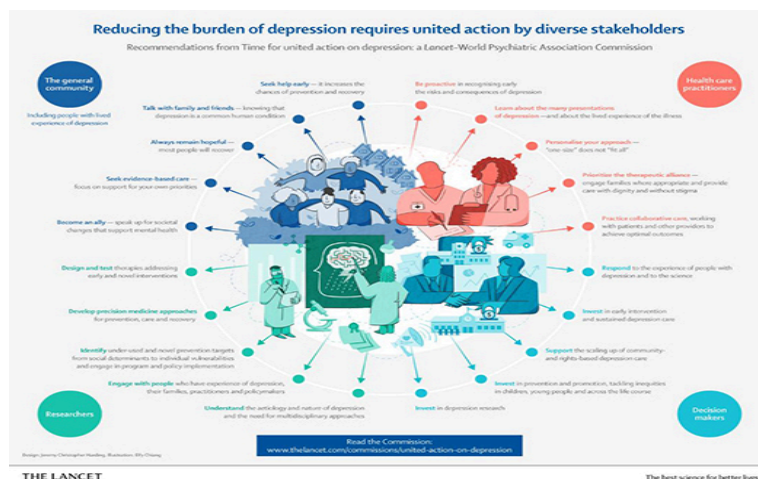 Reducing the burden of depression requires united action by diverse stakeholders
Recommendations from Time for united action on depression: a Lancet–World Psychiatric Association Commission
The general
community
Including people with lived
experience of depression
Seek help early — it increases the
chances of prevention and recovery
Talk with family and friends — knowing that
depression is a common human condition
Always remain hopeful —
most people will recover
Seek evidence-based care —
focus on support for your own priorities
Become an ally — speak up for societal
changes that support mental health
Health care
practitioners
Be proactive in recognising early
the risks and consequences of depression
Learn about the many presentations
of depression —and about the lived experience of the illness
Personalise your approach —
"one-size" does not "fit all"
Prioritise the therapeutic alliance —
engage families where appropriate and provide
care with dignity and without stigma
Practice collaborative care, working
with patients and other providers to
achieve optimal outcomes
Design and test therapies addressing
early and novel interventions
Develop precision medicine approaches
for prevention, care and recovery
Identify under-used and novel prevention targets
from social determinants to individual vulnerabilities
and engage in program and policy implementation
Engage with people who have experience of depression,
their families, practitioners and policymakers
Understand the aetiology and nature of depression
and the need for multidisciplinary approaches
Researchers
Respond to the experience of people with
depression and to the science
Invest in early intervention
and sustained depression care
Support the scaling up of community-
and rights-based depression care
Invest in prevention and promotion, tackling inequities
in children, young people and across the life course
Invest in depression research
Decision
makers
Read the Commission:
www.thelancet.com/commissions/united-action-on-depression
Design: Jeremy Christopher Harding, Illustration: Elly Chiang
THE LANCET
The best science for better lives